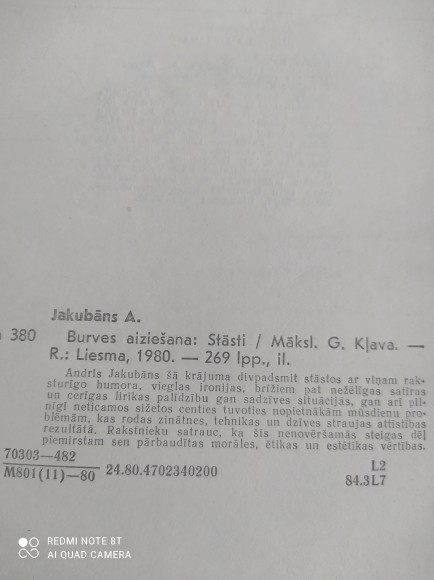 Jakubāns A.
380 Burves aiziešana: Stāsti / Māksl. G. Kļava. —
R.: Liesma, 1980. — 269 lpp., il.
Andris Jakubāns šā krājuma divpadsmit stāstos ar viņam rak-
sturīgo humora, vieglas ironijas, brīžiem pat nežēlīgas satīras
un cerīgas lirikas palīdzību gan sadzīves situācijās, gan arī pil-
nīgi neticamos sižetos centies tuvoties nopietnākām mūsdienu pro-
blēmām, kas rodas zinātnes, tehnikas un dzīves straujas attīstības
rezultātā. Rakstnieku satrauc, ka šīs nenovēršamās steigas dēļ
piemirstam sen pārbaudītas morāles, ētikas un estētikas vērtības.
70303—482
M801(11)—80 24.80.4702340200
L2
84.3L7
REDMI NOTE 8T
AI QUAD CAMERA